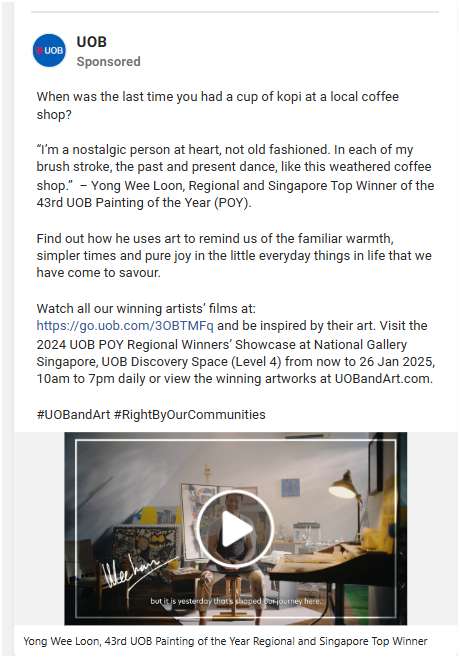 UOB
UOB
Sponsored
When was the last time you had a cup of kopi at a local coffee
shop?
“I’m a nostalgic person at heart, not old fashioned. In each of my
brush stroke, the past and present dance, like this weathered coffee
shop.” – Yong Wee Loon, Regional and Singapore Top Winner of the
43rd UOB Painting of the Year (POY).
Find out how he uses art to remind us of the familiar warmth,
simpler times and pure joy in the little everyday things in life that we
have come to savour.
Watch all our winning artists’ films at:
https://go.uob.com/3OBTMFq and be inspired by their art. Visit the
2024 UOB POY Regional Winners’ Showcase at National Gallery
Singapore, UOB Discovery Space (Level 4) from now to 26 Jan 2025,
10am to 7pm daily or view the winning artworks at UOBandArt.com.
#UOBandArt #RightByOurCommunities
but it is yesterday that's shaped our journey here.
Yong Wee Loon, 43rd UOB Painting of the Year Regional and Singapore Top Winner